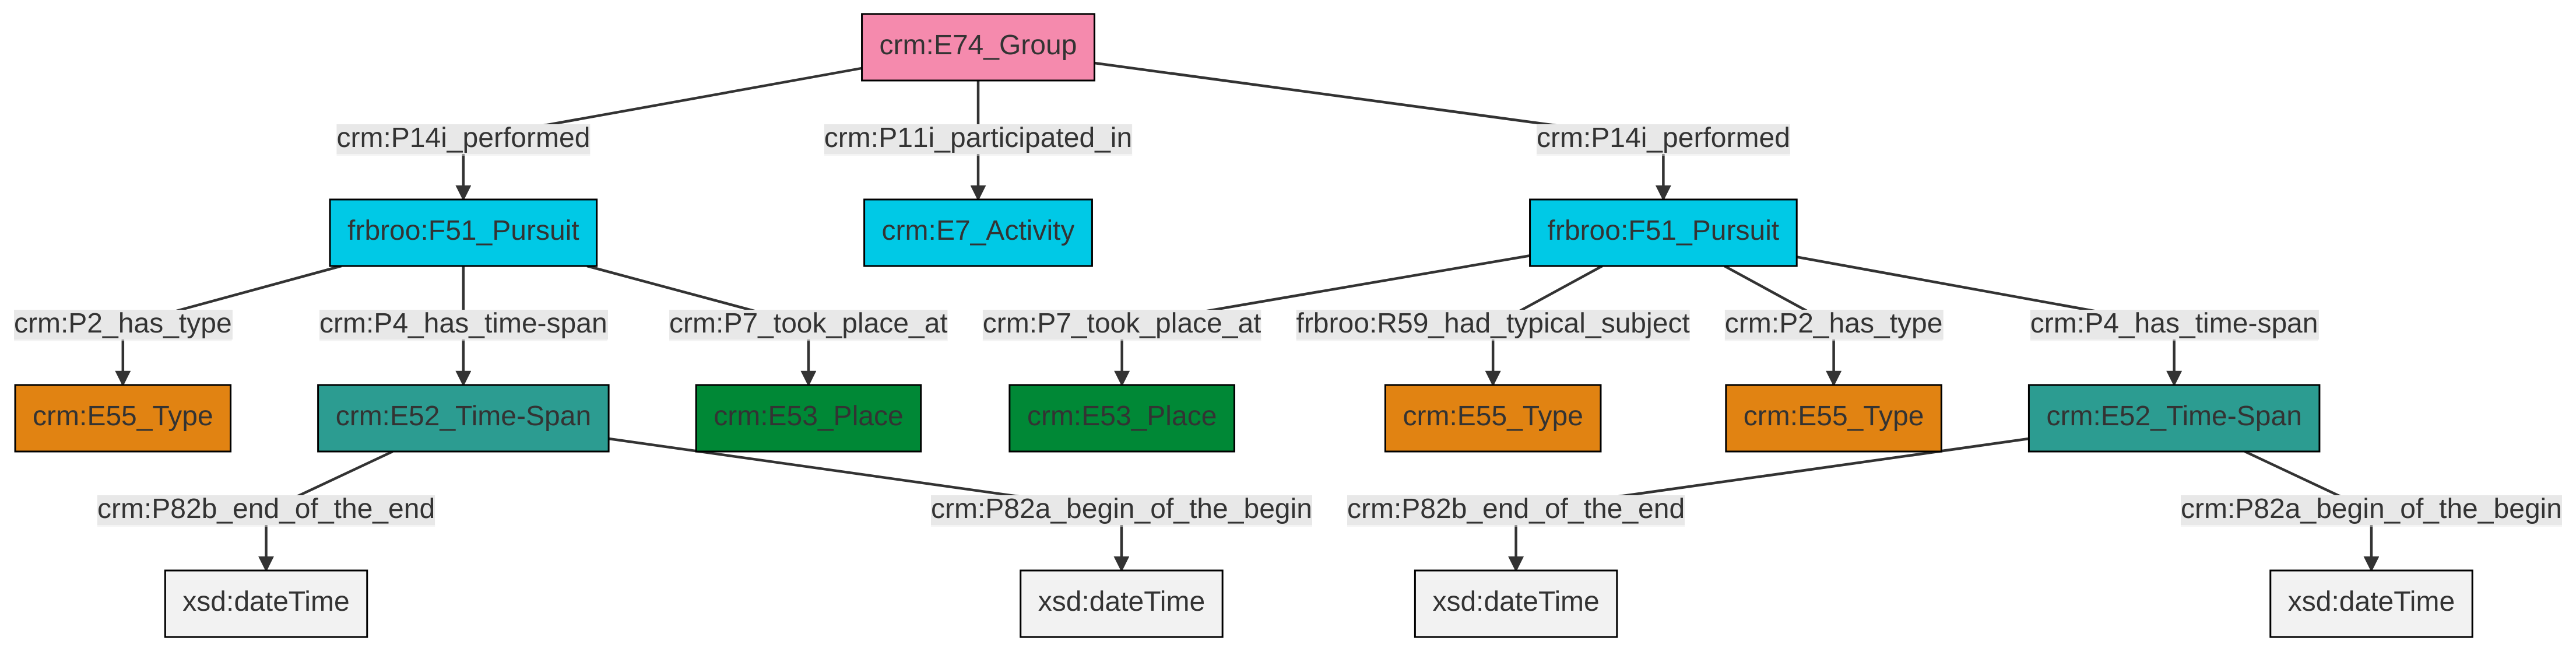 crm:E74_Group
crm:P14i_performed
crm:P11i_participated_in
crm:P14i_performed
frbroo:F51_Pursuit
crm:E7_Activity
frbroo:F51_Pursuit
crm:P2_has_type
crm:P4_has_time-span
crm:P7_took_place_at
crm:P7_took_place_at
frbroo:R59_had_typical_subject
crm:P2_has_type
crm:P4_has_time-span
crm:E55_Type
crm:E52_Time-Span
crm:E53_Place
crm:E53_Place
crm:E55_Type
crm:E55_Type
crm:E52_Time-Span
crm:P82b_end_of_the_end
crm:P82a_begin_of_the_begin
crm:P82b_end_of_the_end
crm:P82a_begin_of_the_begin
xsd:dateTime
xsd:dateTime
xsd:dateTime
xsd:dateTime